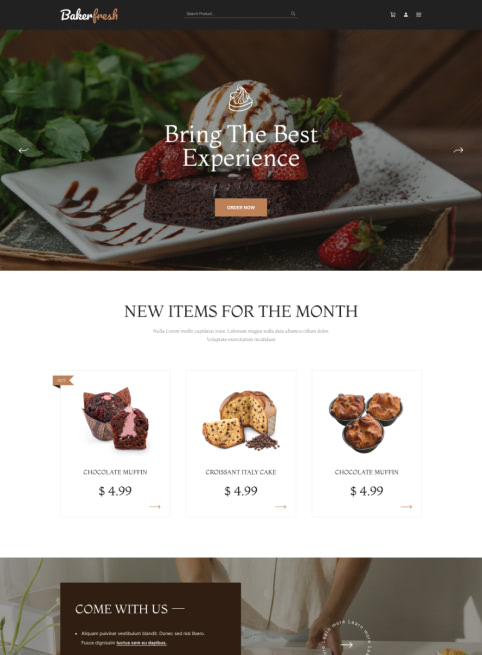 Bakerfresh
Search Product...
Bring The Best
Experience
ORDER NOW
NEW ITEMS FOR THE MONTH
Nulla Lorem mollit cupidatat irure. Laborum magna nulla duis ullamco cillum dolor.
Voluptate exercitation incididunt
HOT
CHOCOLATE MUFFIN
CROISSANT ITALY CAKE
CHOCOLATE MUFFIN
$ 4.99
$ 4.99
$ 4.99
COME WITH US —
• Aliquam pulvinar vestibulum blandit. Donec sed nisl libero.
Fusce dignissim luctus sem eu dapibus.
Learn more Learn more